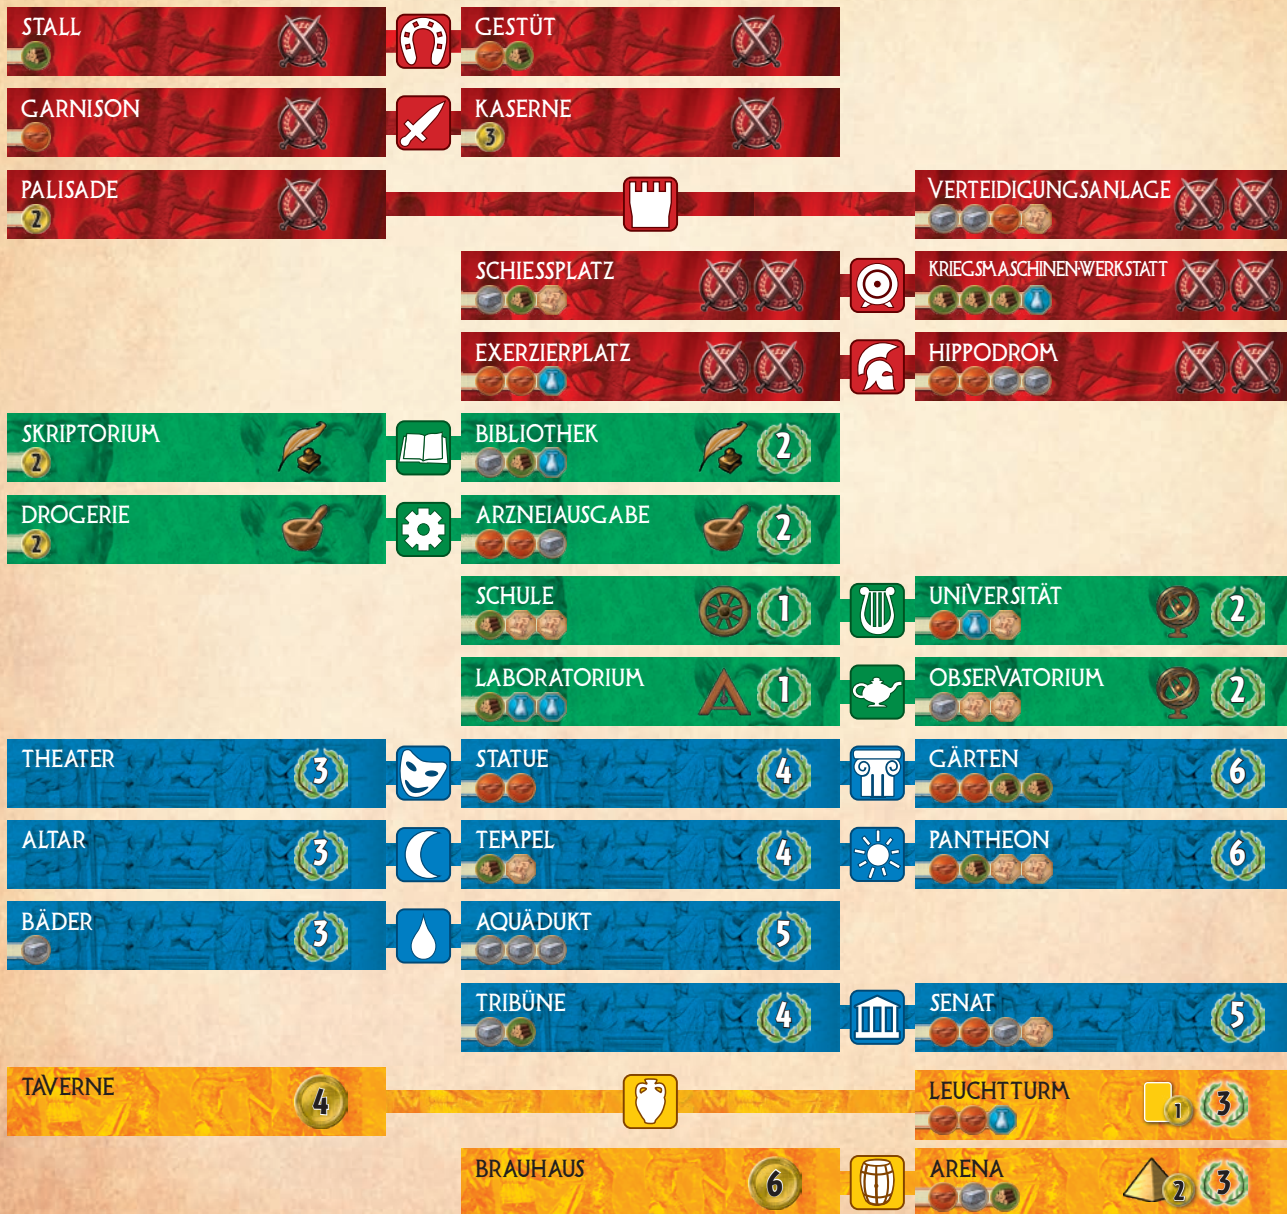 STALL
GESTÜT
GARNISON
KASERNE
3
PALISADE
2
VERTEIDIGUNGSANLAGE
SCHIESSPLATZ
KRIEGSMASCHINENWERKSTATT
EXERZIERPLATZ
HIPPODROM
SKRIPTORIUM
2
BIBLIOTHEK
2
DROGERIE
2
ARZNEIAUSGABE
2
SCHULE
1
UNIVERSITÄT
2
LABORATORIUM
1
OBSERVATORIUM
2
THEATER
3
STATUE
4
GÄRTEN
6
ALTAR
3
TEMPEL
4
PANTHEON
6
BÄDER
3
AQUÄDUKT
5
TRIBÜNE
4
SENAT
5
TAVERNE
4
LEUCHTTURM
1
3
BRAUHAUS
6
ARENA
2
3